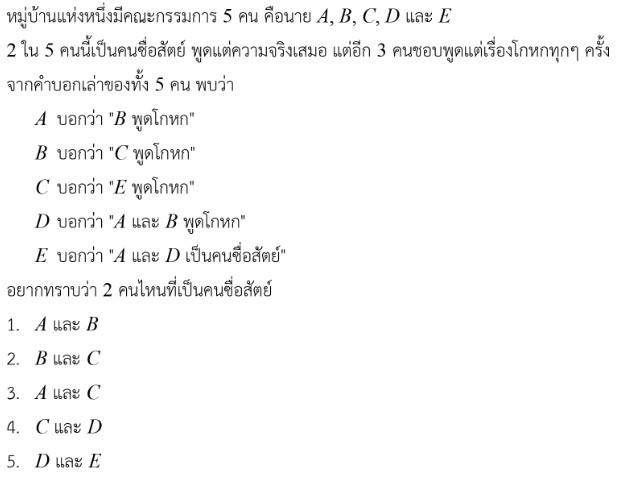 หมู่บ้านแห่งหนึ่งมีคณะกรรมการ 5 คน คือนาย A, B, C, D และ E
2 ใน 5 คนนี้เป็นคนซื่อสัตย์ พูดแต่ความจริงเสมอ แต่อีก 3 คนชอบพูดแต่เรื่องโกหกทุกๆ ครั้ง
จากคำบอกเล่าของทั้ง 5 คน พบว่า
A บอกว่า "B พูดโกหก"
B บอกว่า "C พูดโกหก"
C บอกว่า "E พูดโกหก"
D บอกว่า "A และ B พูดโกหก"
E บอกว่า "A และ D เป็นคนซื่อสัตย์"
อยากทราบว่า 2 คนไหนที่เป็นคนซื่อสัตย์
1. A และ B
2. B และ C
3. A และ C
4. C และ D
5. D และ E